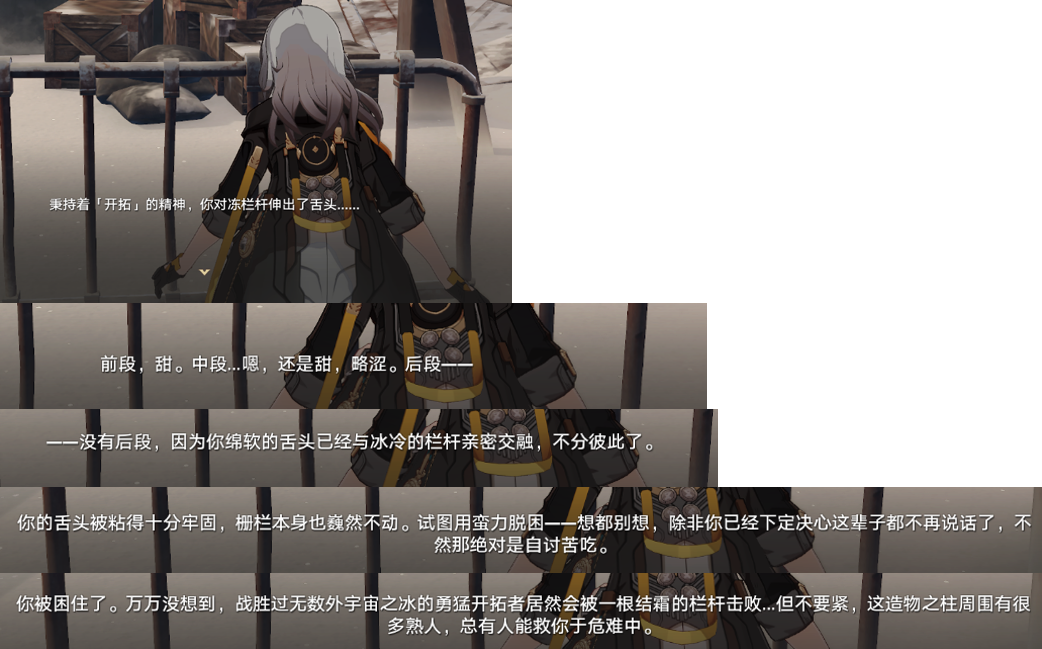 秉持着「开拓」的精神，你对冻栏杆伸出了舌头……
前段，甜。中段…嗯，还是甜，略涩。后段——
——没有后段，因为你绵软的舌头已经与冰冷的栏杆亲密交融，不分彼此了。
你的舌头被粘得十分牢固，栅栏本身也巍然不动。试图用蛮力脱困——想都别想，除非你已经下定决心这辈子都不再说话了，不
然那绝对是自讨苦吃。
你被困住了。万万没想到，战胜过无数外宇宙之冰的勇猛开拓者居然会被一根结霜的栏杆击败…但不要紧，这造物之柱周围有很
多熟人，总有人能救你于危难中。